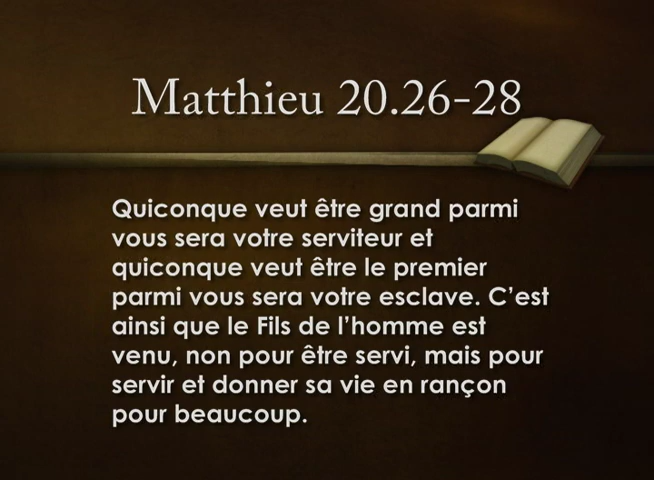 Matthieu 20.26-28
Quiconque veut être grand parmi
vous sera votre serviteur et
quiconque veut être le premier
parmi vous sera votre esclave. C’est
ainsi que le Fils de l’homme est
venu, non pour être servi, mais pour
servir et donner sa vie en rançon
pour beaucoup.